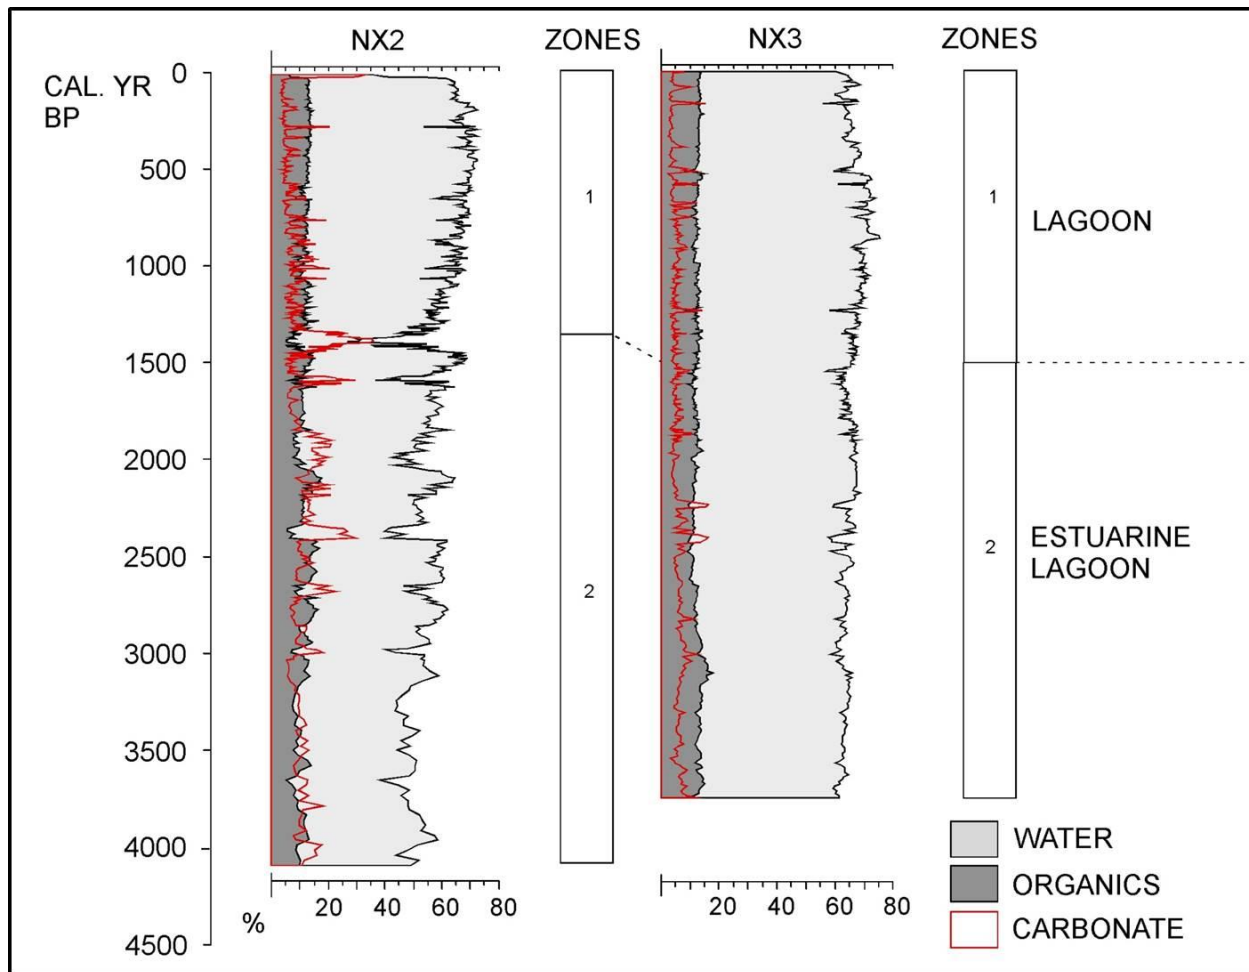 NX2 ZONES NX3 ZONES
CAL. YR
BP
0
500
1000
1500
2000
2500
3000
3500
4000
4500
1
2
1
2
LAGOON
ESTUARINE
LAGOON
% 20 40 60 80
20 40 60 80
WATER
ORGANICS
CARBONATE